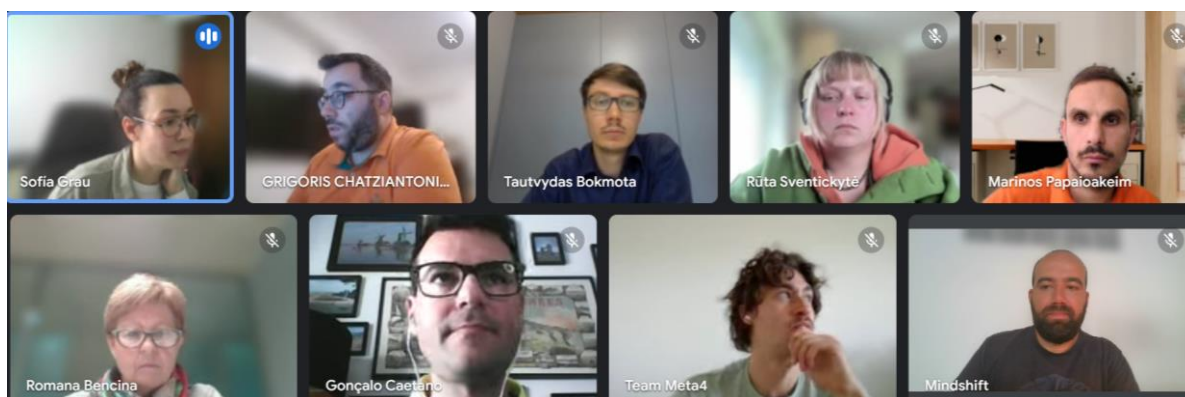 Sofía Grau
GRIGORIS CHATZIANTONI...
Tautvydas Bokmota
Rūta Sventickytė
Marinos Papaioakeim
Romana Bencina
Gonçalo Caetano
Team Meta4
Mindshift